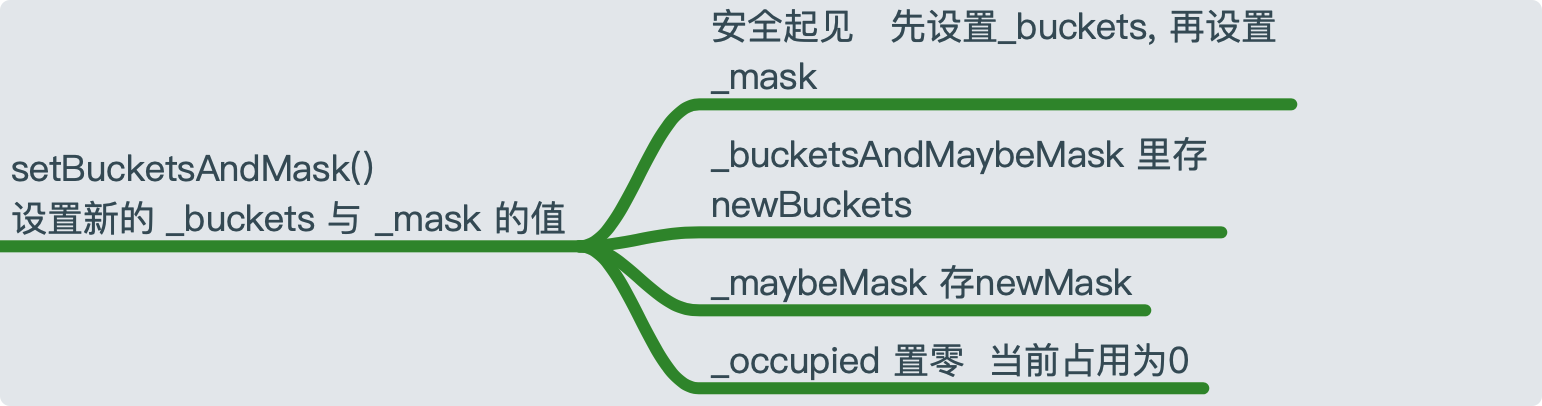 setBucketsAndMask()
设置新的 _buckets 与 _mask 的值
安全起见   先设置_buckets, 再设置
_mask
_bucketsAndMaybeMask 里存
newBuckets
_maybeMask 存newMask
_occupied 置零  当前占用为0